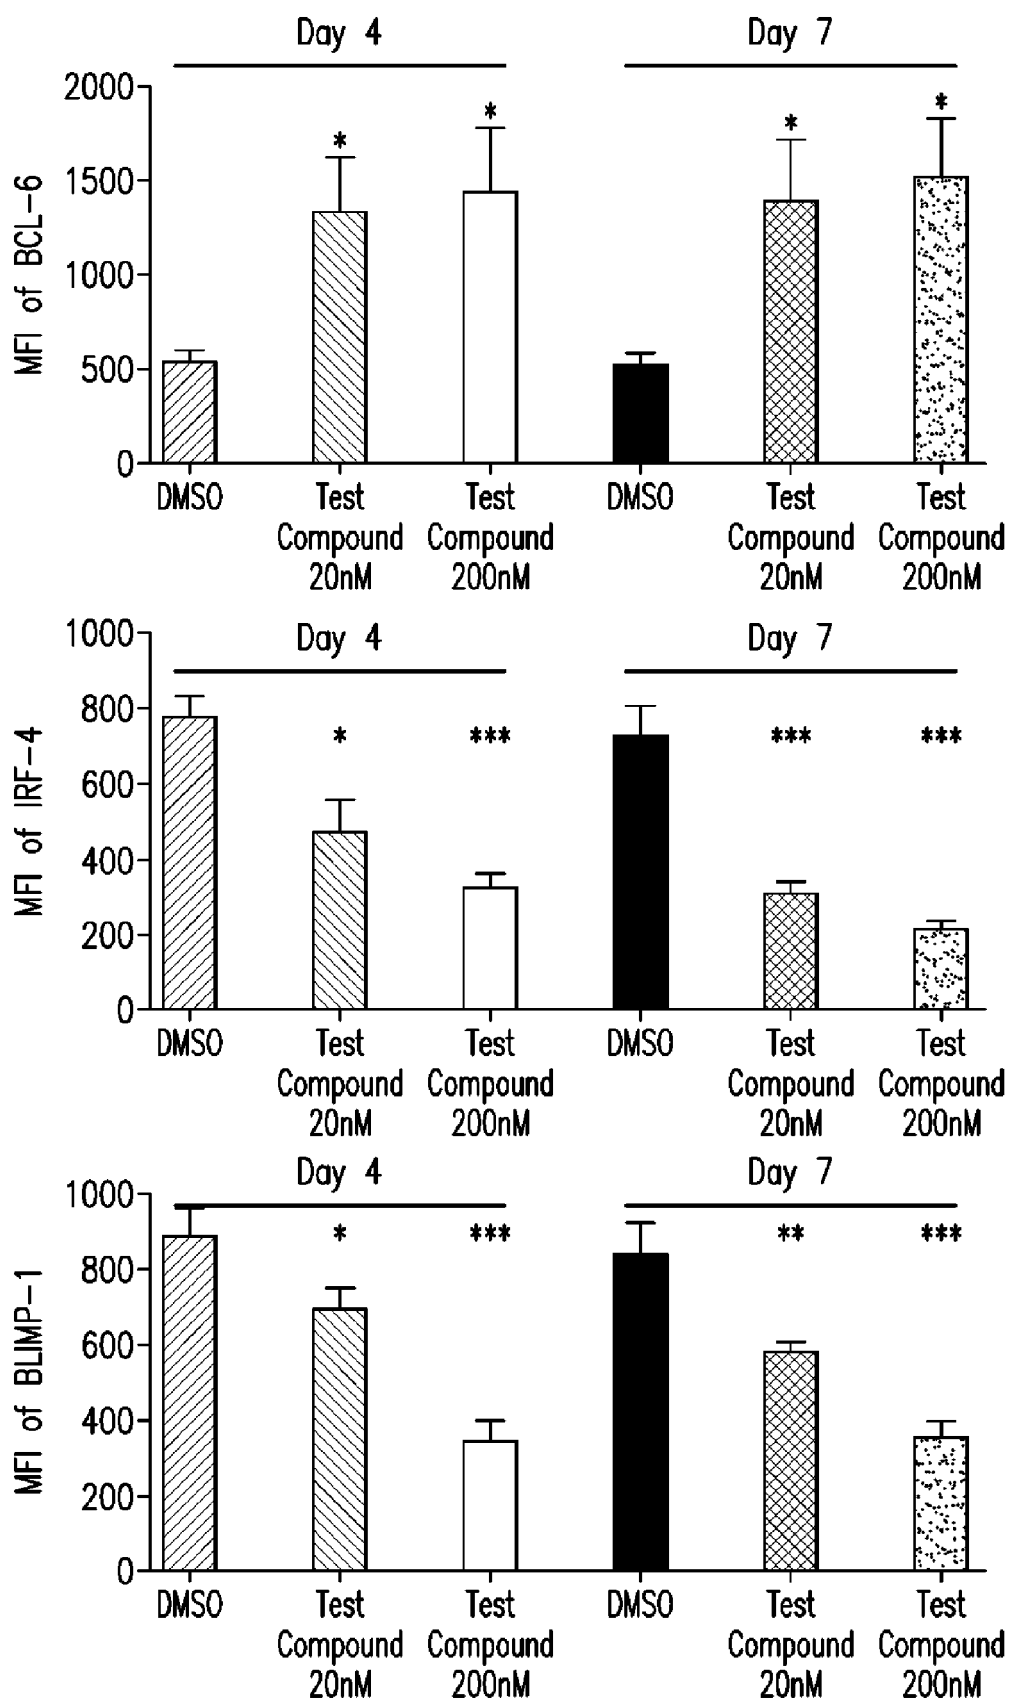 Day 4 Day 7
MFI of BCL-6
2000
1500
1000
500
0
* * * *
DMSO Test Test DMSO Test Test
Compound Compound Compound Compound
20nM 200nM 20nM 200nM
Day 4 Day 7
MFI of IRF-4
1000
800
600
400
200
0
* *** *** ***
DMSO Test Test DMSO Test Test
Compound Compound Compound Compound
20nM 200nM 20nM 200nM
Day 4 Day 7
MFI of BLIMP-1
1000
800
600
400
200
0
* *** ** ***
DMSO Test Test DMSO Test Test
Compound Compound Compound Compound
20nM 200nM 20nM 200nM